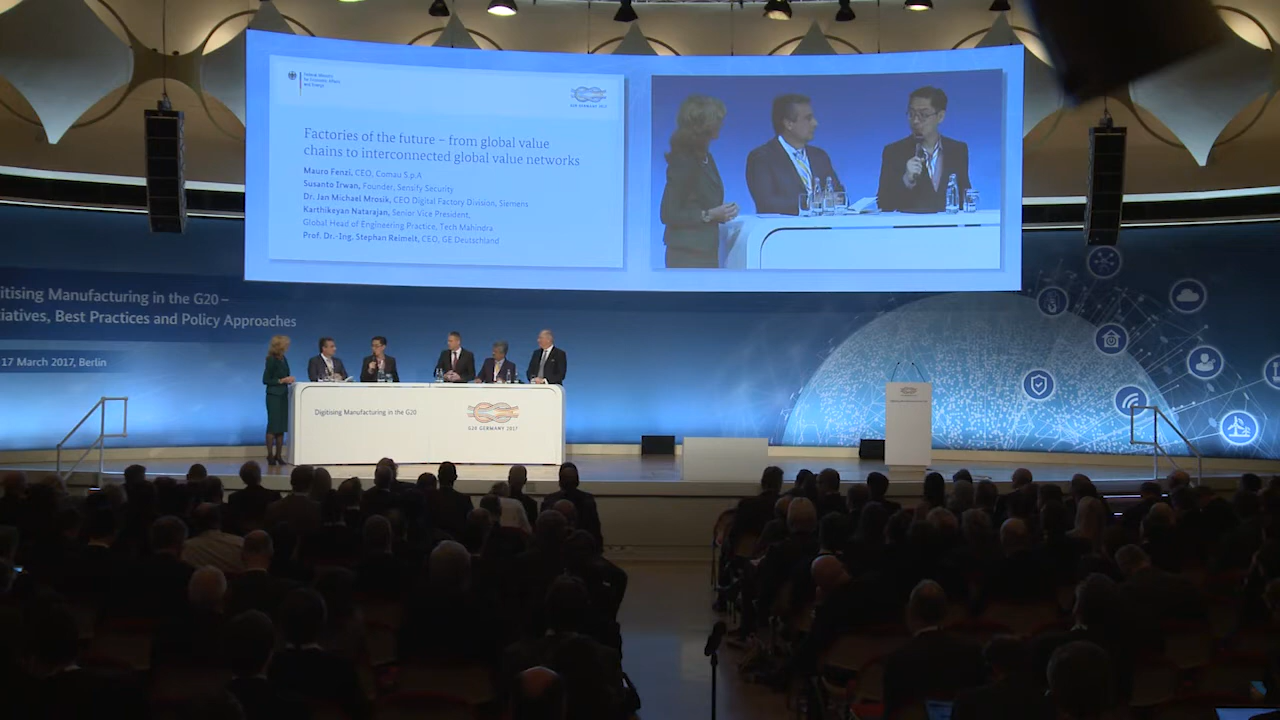 Federal Ministry
for Economic Affairs
and Energy
G20 GERMANY 2017
Factories of the future – from global value
chains to interconnected global value networks
Mauro Fenzi, CEO, Comau S.p.A
Susanto Irwan, Founder, Sensify Security
Dr. Jan Michael Mrosik, CEO Digital Factory Division, Siemens
Karthikeyan Natarajan, Senior Vice President,
Global Head of Engineering Practice, Tech Mahindra
Prof. Dr.-Ing. Stephan Reimelt, CEO, GE Deutschland
itising Manufacturing in the G20 –
tiatives, Best Practices and Policy Approaches
17 March 2017, Berlin
Digitising Manufacturing in the G20
G20 GERMANY 2017